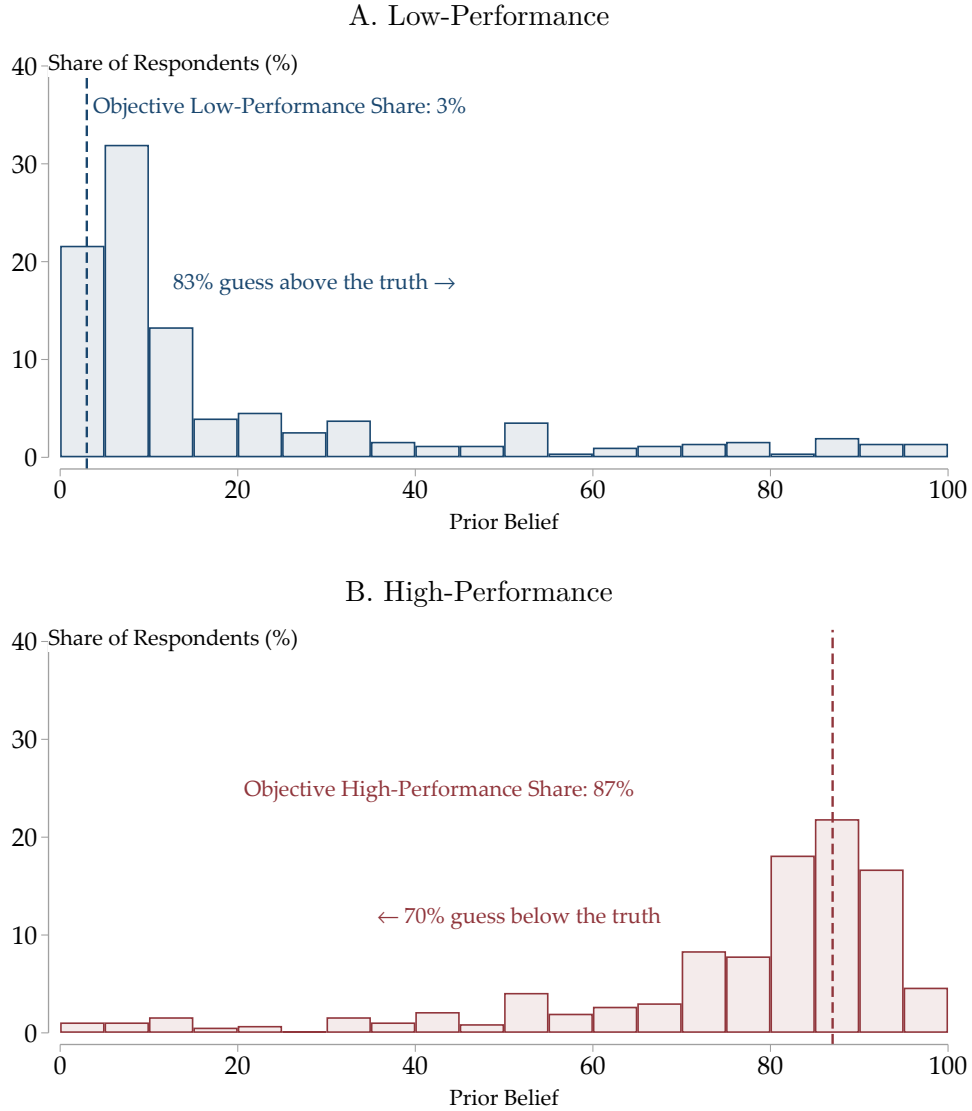 A. Low-Performance
40 Share of Respondents (%)
Objective Low-Performance Share: 3%
30
20
83% guess above the truth →
10
0
0 20 40 60 80 100
Prior Belief
B. High-Performance
40 Share of Respondents (%)
30
Objective High-Performance Share: 87%
20
← 70% guess below the truth
10
0
0 20 40 60 80 100
Prior Belief